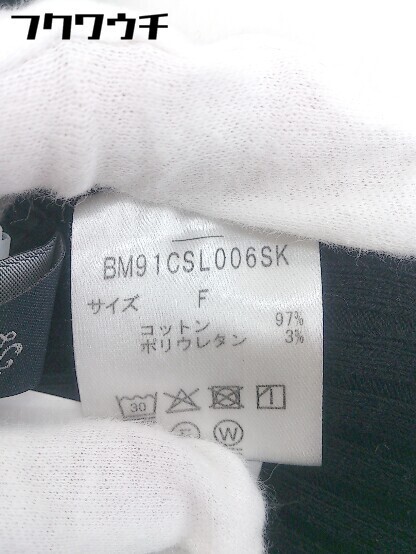 フクワウチ
BM91CSL006SK
サイズ F
コットン 97%
ポリウレタン 3%
30
W